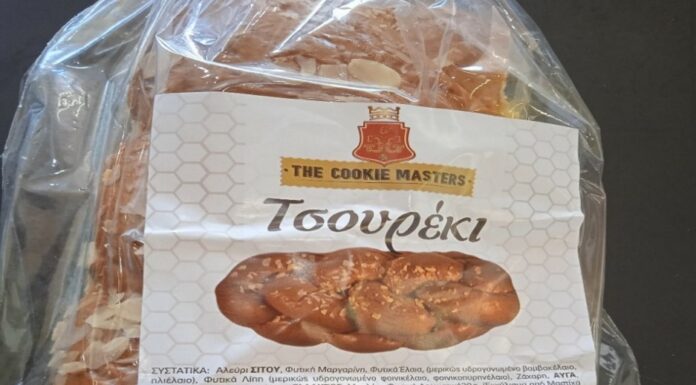 THE COOKIE MASTERS
Τσουρέκι
ΣΥΣΤΑΤΙΚΑ: Αλεύρι ΣΙΤΟΥ, Φυτική Μαργαρίνη, Φυτικά Έλαια, (μερικώς υδρογονωμένο βαμβακέλαιο,
ηλιέλαιο), Φυτικά Λίπη (μερικώς υδρογονωμένο φοινικέλαιο, φοινικοπυρηνέλαιο), Ζάχαρη, ΑΥΓΑ,